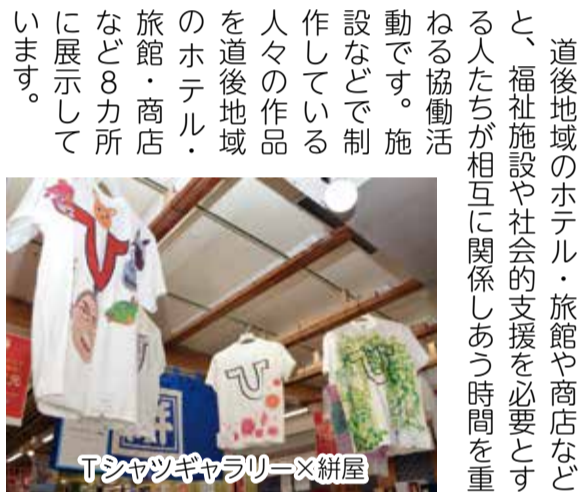 道後地域のホテル・旅館や商店など
と、福祉施設や社会的支援を必要とす
る人たちが相互に関係しあう時間を重
ねる協働活
動です。施
設などで制
作している
人々の作品
を道後地域
のホテル・
旅館・商店
など8カ所
に展示して
います。
Tシャツギャラリー×絣屋
ひ
ひ